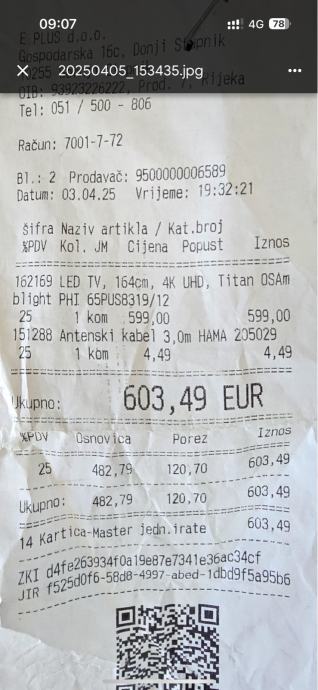 09:07 4G 78
E PLUS d.o.o.
Gospodarska 16c, Donji Stupnik
20250405_153435.jpg
OIB: 93923226222, Prod. 7, Rijeka
Tel: 051 / 500 - 806
Račun: 7001-7-72
Bl.: 2 Prodavač: 9500000006589
Datum: 03.04.25 Vrijeme: 19:32:21
šifra Naziv artikla / Kat.broj
%PDV Kol. JM Cijena Popust Iznos
162169 LED TV, 164cm, 4K UHD, Titan OSAm
blight PHI 65PUS8319/12
25 1 kom 599,00 599,00
151288 Antenski kabel 3,0m HAMA 205029
25 1 kom 4,49 4,49
Ukupno: 603,49 EUR
%PDV Osnovica Porez Iznos
25 482,79 120,70 603,49
Ukupno: 482,79 120,70 603,49
14 Kartica-Master jedn.irate 603,49
ZKI d4fe263934f0a19e87e7341e36ac34cf
JIR f525d0f6-58d8-4997-abed-1dbd9f5a95b6